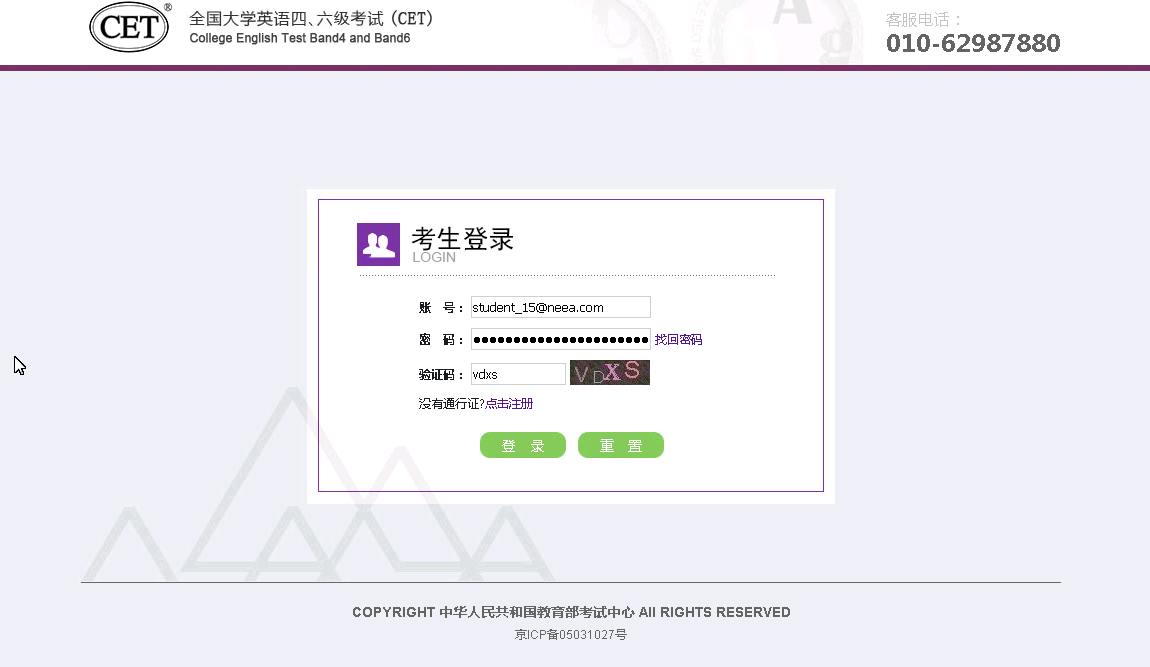 CET®
全国大学英语四、六级考试（CET）
College English Test Band4 and Band6
客服电话：
010-62987880
考生登录
LOGIN
账 号： student_15@neea.com
密 码： ●●●●●●●●●●●●●●●●●●●●●● 找回密码
验证码： vdxs VDXS
没有通行证?点击注册
登 录 重 置
COPYRIGHT 中华人民共和国教育部考试中心 All RIGHTS RESERVED
京ICP备05031027号